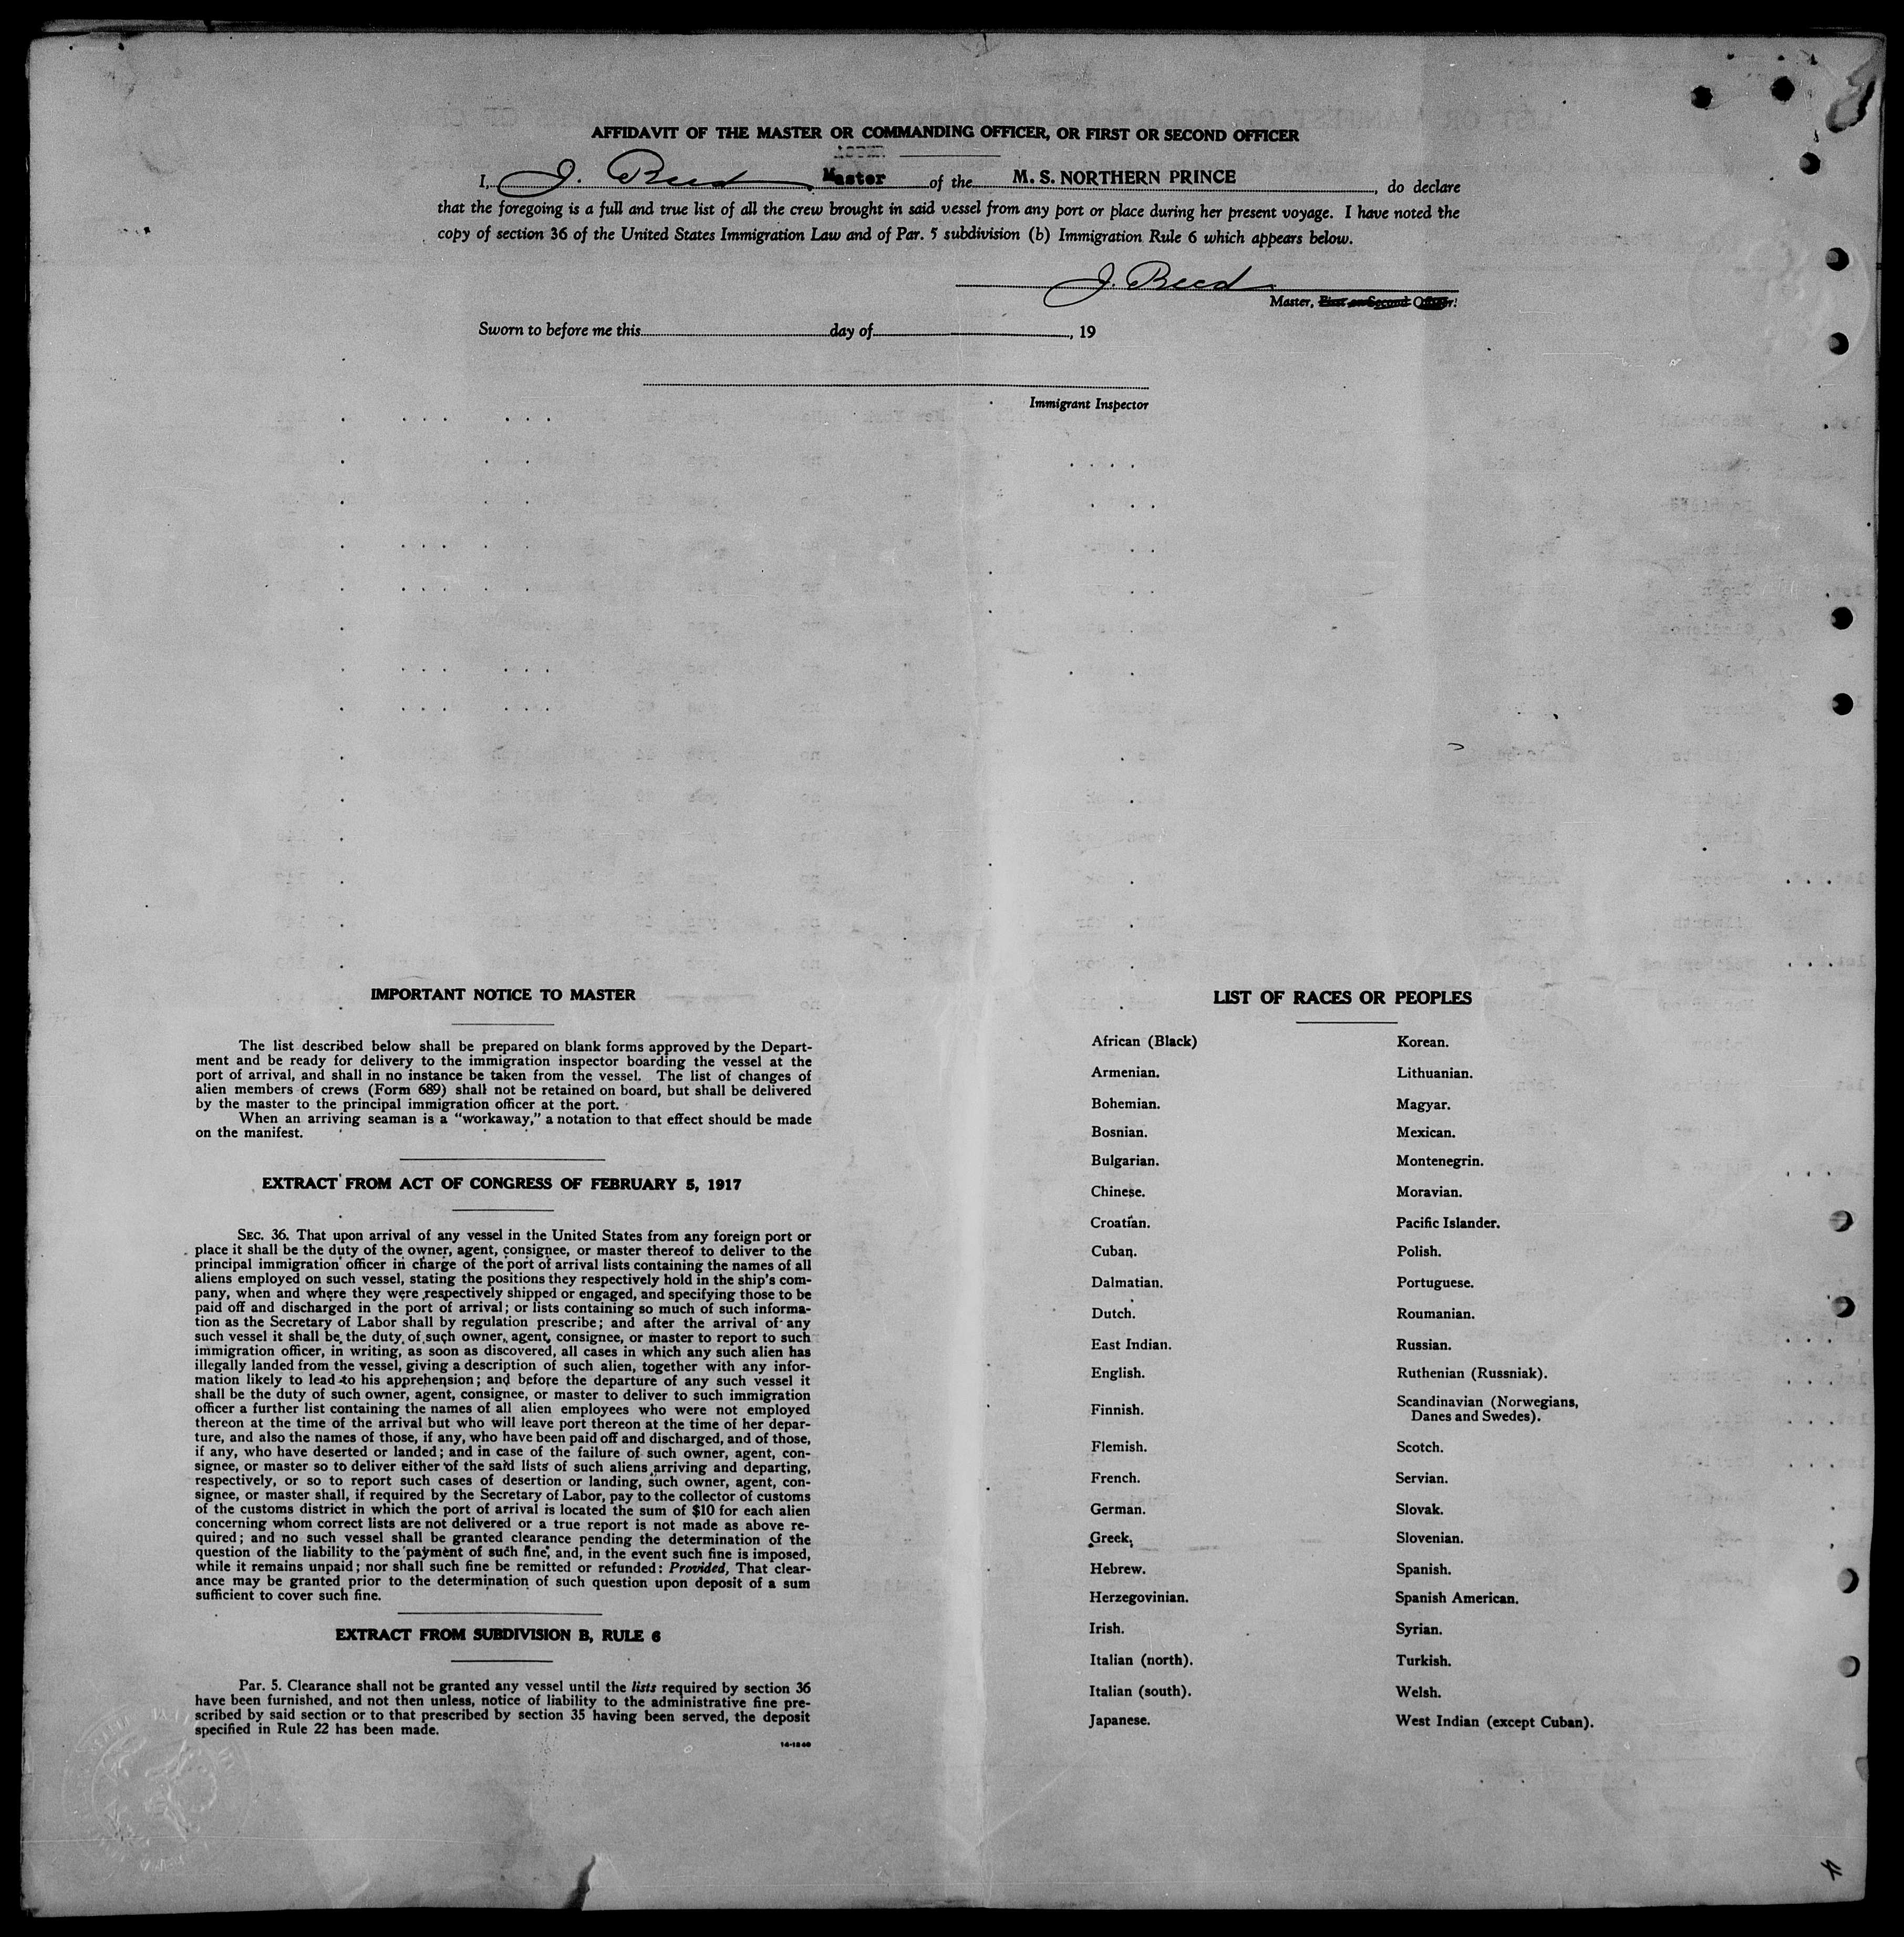 AFFIDAVIT OF THE MASTER OR COMMANDING OFFICER, OR FIRST OR SECOND OFFICER
I, J. Reed Master of the M. S. NORTHERN PRINCE, do declare
that the foregoing is a full and true list of all the crew brought in said vessel from any port or place during her present voyage. I have noted the
copy of section 36 of the United States Immigration Law and of Par. 5 subdivision (b) Immigration Rule 6 which appears below.
J. Reed
Master, First or Second Officer.
Sworn to before me this day of , 19
Immigrant Inspector
IMPORTANT NOTICE TO MASTER
The list described below shall be prepared on blank forms approved by the Depart-
ment and be ready for delivery to the immigration inspector boarding the vessel at the
port of arrival, and shall in no instance be taken from the vessel. The list of changes of
alien members of crews (Form 689) shall not be retained on board, but shall be delivered
by the master to the principal immigration officer at the port.
When an arriving seaman is a "workaway," a notation to that effect should be made
on the manifest.
EXTRACT FROM ACT OF CONGRESS OF FEBRUARY 5, 1917
SEC. 36. That upon arrival of any vessel in the United States from any foreign port or
place it shall be the duty of the owner, agent, consignee, or master thereof to deliver to the
principal immigration officer in charge of the port of arrival lists containing the names of all
aliens employed on such vessel, stating the positions they respectively hold in the ship's com-
pany, when and where they were respectively shipped or engaged, and specifying those to be
paid off and discharged in the port of arrival; or lists containing so much of such informa-
tion as the Secretary of Labor shall by regulation prescribe; and after the arrival of any
such vessel it shall be the duty of such owner, agent, consignee, or master to report to such
immigration officer, in writing, as soon as discovered, all cases in which any such alien has
illegally landed from the vessel, giving a description of such alien, together with any infor-
mation likely to lead to his apprehension; and before the departure of any such vessel it
shall be the duty of such owner, agent, consignee, or master to deliver to such immigration
officer a further list containing the names of all alien employees who were not employed
thereon at the time of the arrival but who will leave port thereon at the time of her depar-
ture, and also the names of those, if any, who have been paid off and discharged, and of those,
if any, who have deserted or landed; and in case of the failure of such owner, agent, con-
signee, or master so to deliver either of the said lists of such aliens arriving and departing,
respectively, or so to report such cases of desertion or landing, such owner, agent, con-
signee, or master shall, if required by the Secretary of Labor, pay to the collector of customs
of the customs district in which the port of arrival is located the sum of $10 for each alien
concerning whom correct lists are not delivered or a true report is not made as above re-
quired; and no such vessel shall be granted clearance pending the determination of the
question of the liability to the payment of such fine, and, in the event such fine is imposed,
while it remains unpaid; nor shall such fine be remitted or refunded: Provided, That clear-
ance may be granted prior to the determination of such question upon deposit of a sum
sufficient to cover such fine.
EXTRACT FROM SUBDIVISION B, RULE 6
Par. 5. Clearance shall not be granted any vessel until the lists required by section 36
have been furnished, and not then unless, notice of liability to the administrative fine pre-
scribed by said section or to that prescribed by section 35 having been served, the deposit
specified in Rule 22 has been made.
14-1240
LIST OF RACES OR PEOPLES
African (Black)
Armenian.
Bohemian.
Bosnian.
Bulgarian.
Chinese.
Croatian.
Cuban.
Dalmatian.
Dutch.
East Indian.
English.
Finnish.
Flemish.
French.
German.
Greek.
Hebrew.
Herzegovinian.
Irish.
Italian (north).
Italian (south).
Japanese.
Korean.
Lithuanian.
Magyar.
Mexican.
Montenegrin.
Moravian.
Pacific Islander.
Polish.
Portuguese.
Roumanian.
Russian.
Ruthenian (Russniak).
Scandinavian (Norwegians,
Danes and Swedes).
Scotch.
Servian.
Slovak.
Slovenian.
Spanish.
Spanish American.
Syrian.
Turkish.
Welsh.
West Indian (except Cuban).